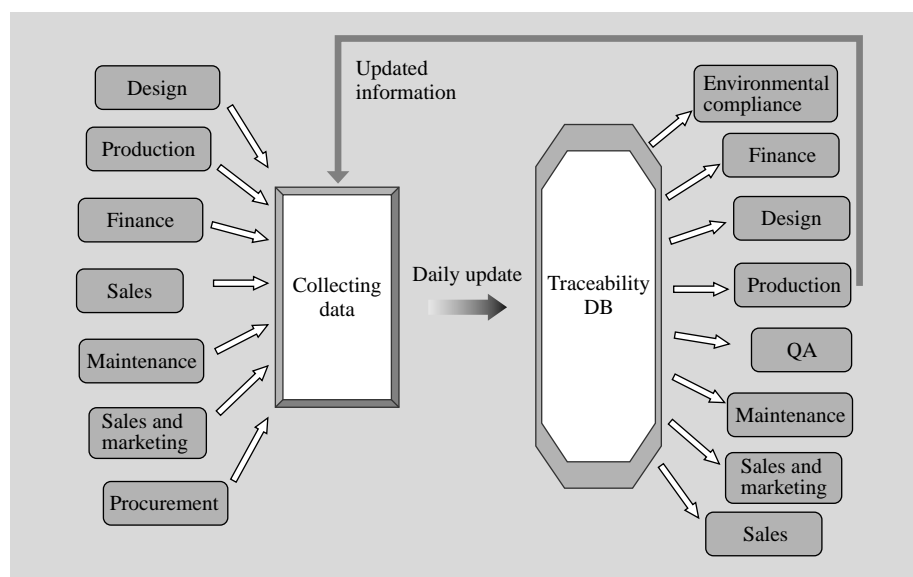 Updated
information
Design
Production
Finance
Sales
Maintenance
Sales and
marketing
Procurement
Collecting
data
Daily update
Traceability
DB
Environmental
compliance
Finance
Design
Production
QA
Maintenance
Sales and
marketing
Sales